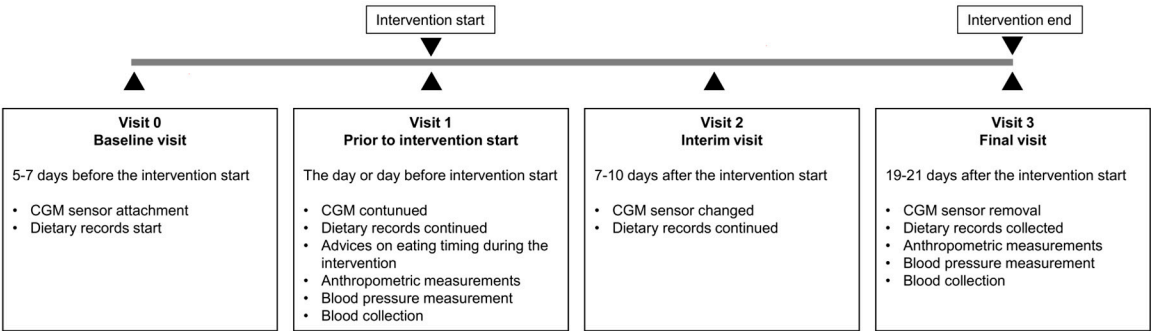 Intervention start
Intervention end
Visit 0
Baseline visit
5-7 days before the intervention start
• CGM sensor attachment
• Dietary records start
Visit 1
Prior to intervention start
The day or day before intervention start
• CGM contunued
• Dietary records continued
• Advices on eating timing during the
intervention
• Anthropometric measurements
• Blood pressure measurement
• Blood collection
Visit 2
Interim visit
7-10 days after the intervention start
• CGM sensor changed
• Dietary records continued
Visit 3
Final visit
19-21 days after the intervention start
• CGM sensor removal
• Dietary records collected
• Anthropometric measurements
• Blood pressure measurement
• Blood collection